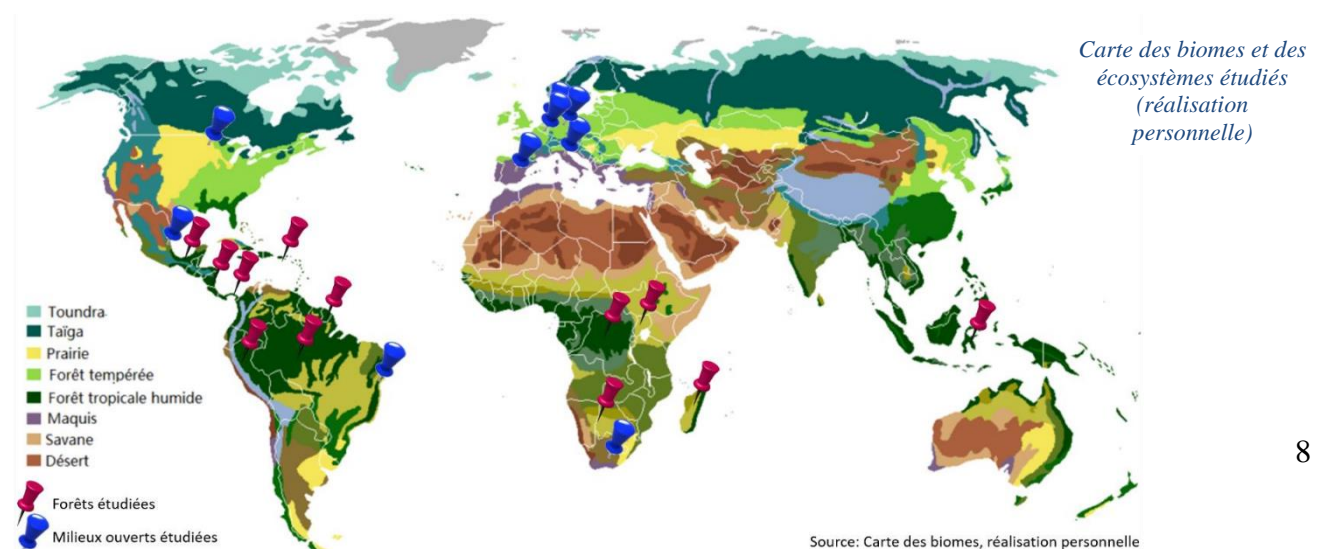 Carte des biomes et des
écosystèmes étudiés
(réalisation
personnelle)
Toundra
Taïga
Prairie
Forêt tempérée
Forêt tropicale humide
Maquis
Savane
Désert
8
Forêts étudiées
Milieux ouverts étudiées
Source: Carte des biomes, réalisation personnelle